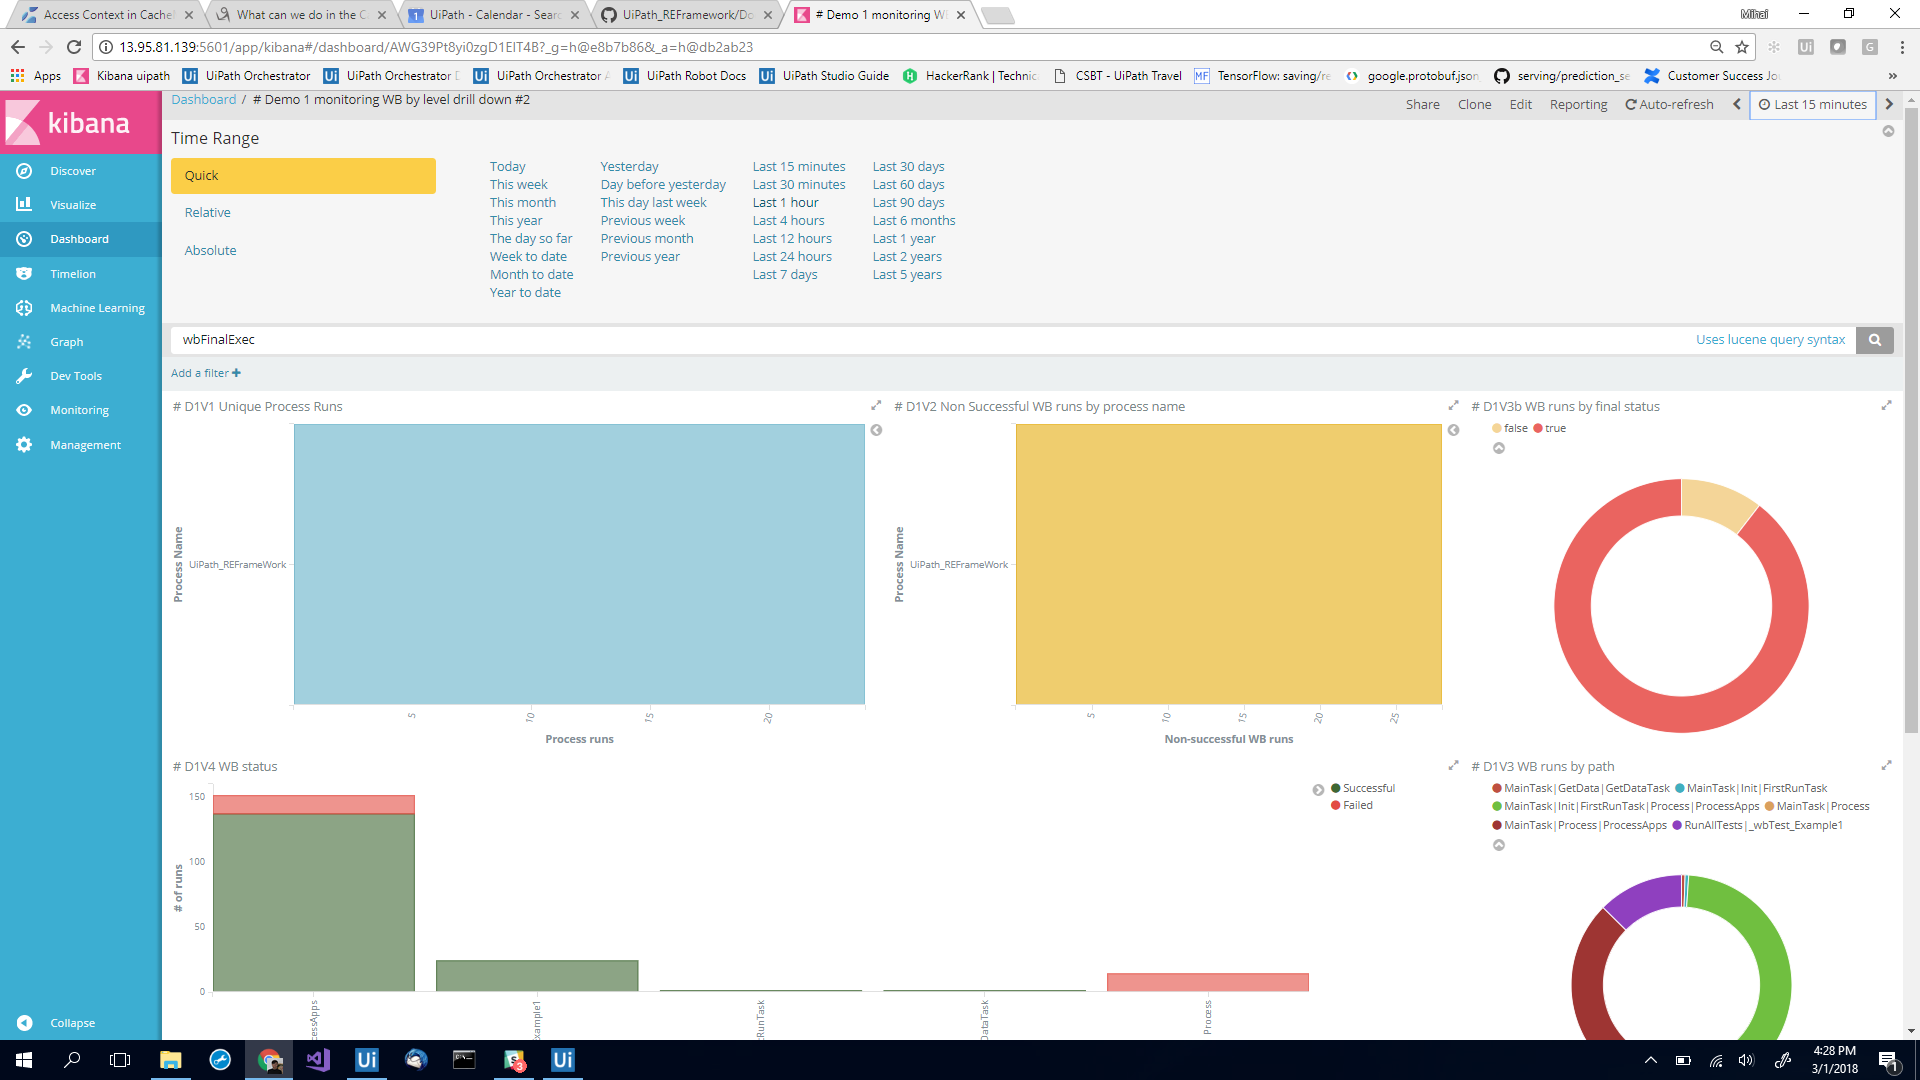 Access Context in Cache
What can we do in the C
UiPath - Calendar - Sear
UiPath_REFramework/Do
# Demo 1 monitoring W
Mihai
13.95.81.139:5601/app/kibana#/dashboard/AWG39Pt8yi0zgD1EIT4B?_g=h@e8b7b86&_a=h@db2ab23
Apps
Kibana uipath
UiPath Orchestrator
UiPath Orchestrator
UiPath Orchestrator
UiPath Robot Docs
UiPath Studio Guide
HackerRank | Technic
CSBT - UiPath Travel
TensorFlow: saving/re
google.protobuf.json
serving/prediction_se
Customer Success Jou
kibana
Discover
Visualize
Dashboard
Timelion
Machine Learning
Graph
Dev Tools
Monitoring
Management
Collapse
Dashboard / # Demo 1 monitoring WB by level drill down #2
Share Clone Edit Reporting Auto-refresh Last 15 minutes
Time Range
Quick
Relative
Absolute
Today
This week
This month
This year
The day so far
Week to date
Month to date
Year to date
Yesterday
Day before yesterday
This day last week
Previous week
Previous month
Previous year
Last 15 minutes
Last 30 minutes
Last 1 hour
Last 4 hours
Last 12 hours
Last 24 hours
Last 7 days
Last 30 days
Last 60 days
Last 90 days
Last 6 months
Last 1 year
Last 2 years
Last 5 years
wbFinalExec
Uses lucene query syntax
Add a filter +
# D1V1 Unique Process Runs
Process Name
UiPath_REFrameWork
5 10 15 20
Process runs
# D1V2 Non Successful WB runs by process name
Process Name
UiPath_REFrameWork
5 10 15 20 25
Non-successful WB runs
# D1V3b WB runs by final status
false true
# D1V4 WB status
Successful
Failed
# of runs
150
100
50
0
cessApps
xample1
tRunTask
DataTask
Process
# D1V3 WB runs by path
MainTask|GetData|GetDataTask MainTask|Init|FirstRunTask
MainTask|Init|FirstRunTask|Process|ProcessApps MainTask|Process
MainTask|Process|ProcessApps RunAllTests|_wbTest_Example1
4:28 PM
3/1/2018